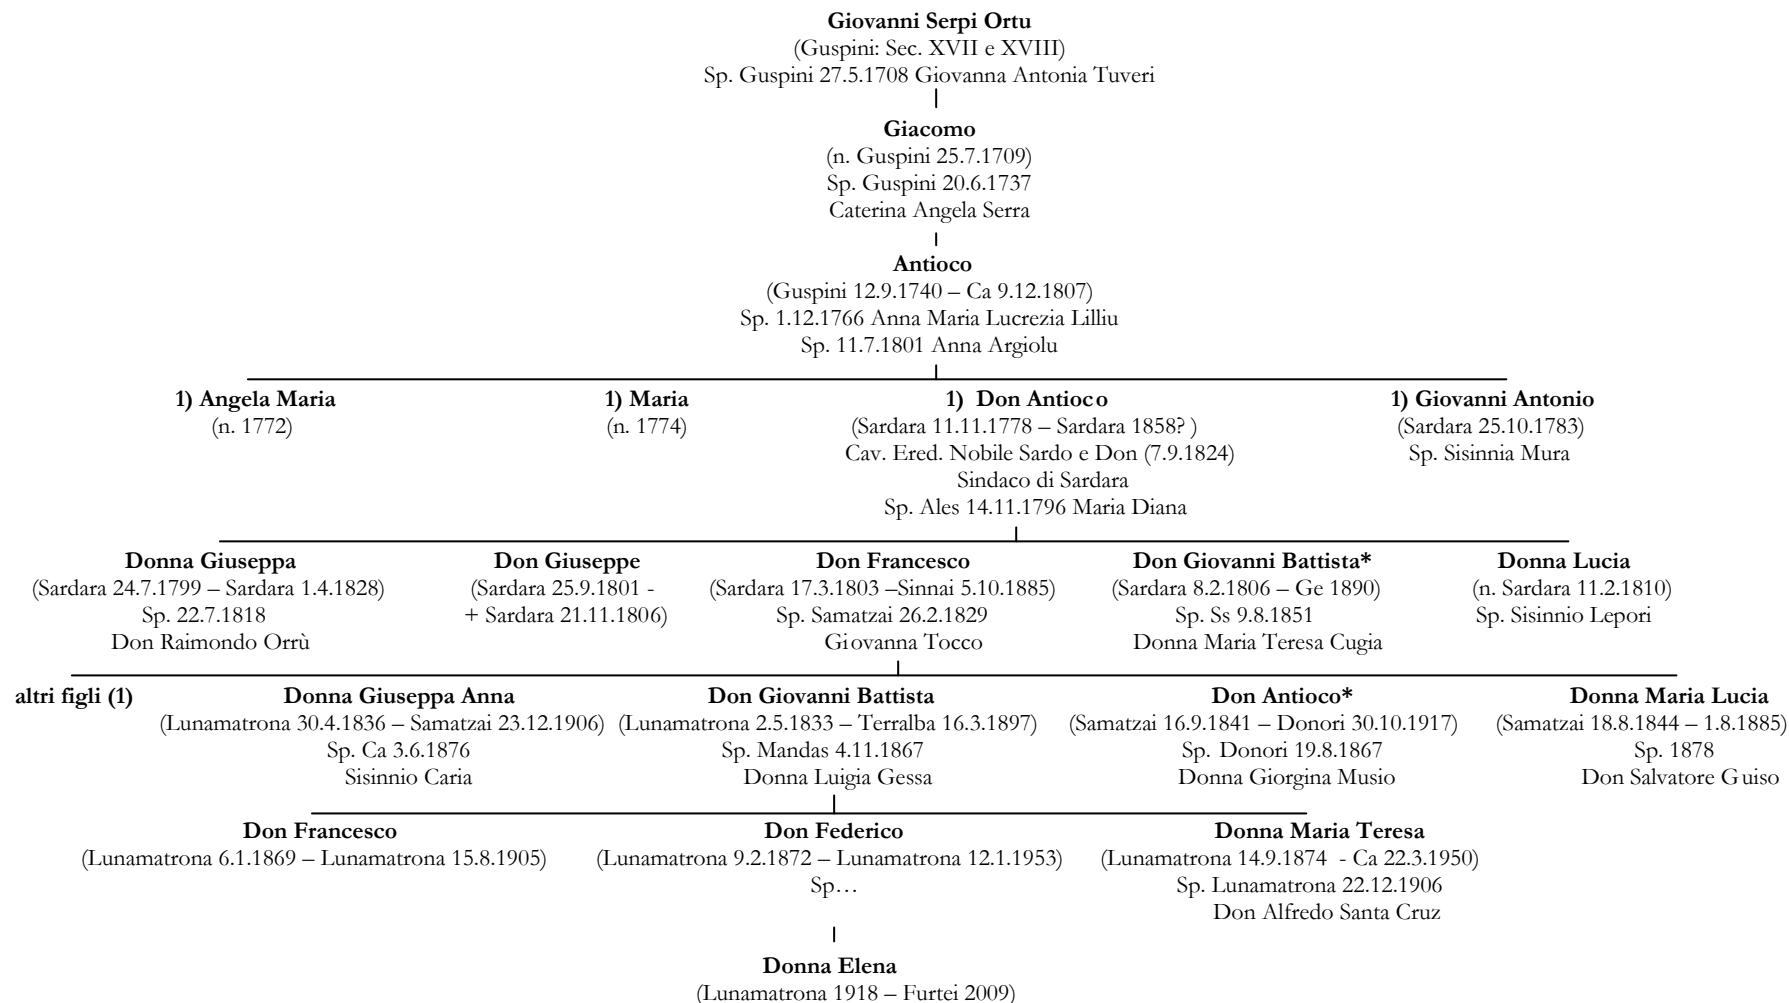 Giovanni Serpi Ortu
(Guspini: Sec. XVII e XVIII)
Sp. Guspini 27.5.1708 Giovanna Antonia Tuveri
Giacomo
(n. Guspini 25.7.1709)
Sp. Guspini 20.6.1737
Caterina Angela Serra
Antioco
(Guspini 12.9.1740 – Ca 9.12.1807)
Sp. 1.12.1766 Anna Maria Lucrezia Lilliu
Sp. 11.7.1801 Anna Argiolu
1) Angela Maria
(n. 1772)
1) Maria
(n. 1774)
1) Don Antioco
(Sardara 11.11.1778 – Sardara 1858? )
Cav. Ered. Nobile Sardo e Don (7.9.1824)
Sindaco di Sardara
Sp. Ales 14.11.1796 Maria Diana
1) Giovanni Antonio
(Sardara 25.10.1783)
Sp. Sisinnia Mura
Donna Giuseppa
(Sardara 24.7.1799 – Sardara 1.4.1828)
Sp. 22.7.1818
Don Raimondo Orrù
Don Giuseppe
(Sardara 25.9.1801 -
+ Sardara 21.11.1806)
Don Francesco
(Sardara 17.3.1803 –Sinnai 5.10.1885)
Sp. Samatzai 26.2.1829
Giovanna Tocco
Don Giovanni Battista*
(Sardara 8.2.1806 – Ge 1890)
Sp. Ss 9.8.1851
Donna Maria Teresa Cugia
Donna Lucia
(n. Sardara 11.2.1810)
Sp. Sisinnio Lepori
altri figli (1)
Donna Giuseppa Anna
(Lunamatrona 30.4.1836 – Samatzai 23.12.1906)
Sp. Ca 3.6.1876
Sisinnio Caria
Don Giovanni Battista
(Lunamatrona 2.5.1833 – Terralba 16.3.1897)
Sp. Mandas 4.11.1867
Donna Luigia Gessa
Don Antioco*
(Samatzai 16.9.1841 – Donori 30.10.1917)
Sp. Donori 19.8.1867
Donna Giorgina Musio
Donna Maria Lucia
(Samatzai 18.8.1844 – 1.8.1885)
Sp. 1878
Don Salvatore Guiso
Don Francesco
(Lunamatrona 6.1.1869 – Lunamatrona 15.8.1905)
Don Federico
(Lunamatrona 9.2.1872 – Lunamatrona 12.1.1953)
Sp…
Donna Maria Teresa
(Lunamatrona 14.9.1874 - Ca 22.3.1950)
Sp. Lunamatrona 22.12.1906
Don Alfredo Santa Cruz
Donna Elena
(Lunamatrona 1918 – Furtei 2009)